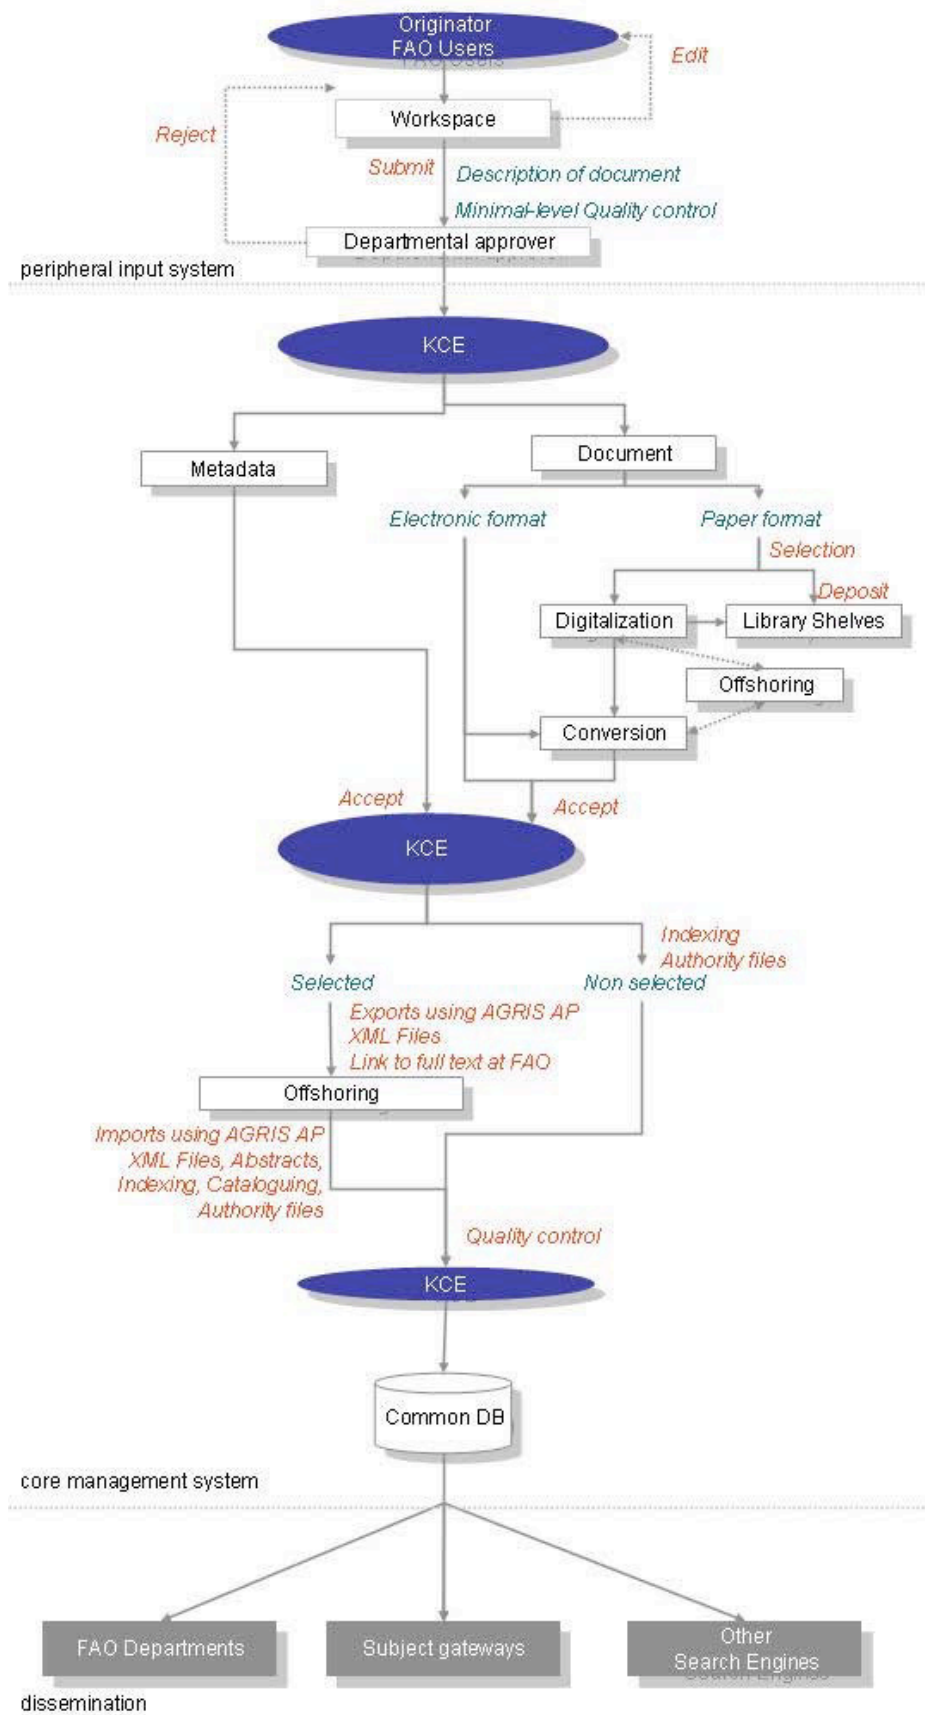 Originator
FAO Users
Edit
Workspace
Reject
Submit
Description of document
Minimal-level Quality control
Departmental approver
peripheral input system
KCE
Document
Metadata
Electronic format
Paper format
Selection
Deposit
Digitalization
Library Shelves
Offshoring
Conversion
Accept
Accept
KCE
Indexing
Authority files
Selected
Non selected
Exports using AGRIS AP
XML Files
Link to full text at FAO
Offshoring
Imports using AGRIS AP
XML Files, Abstracts,
Indexing, Cataloguing,
Authority files
Quality control
KCE
Common DB
core management system
FAO Departments
Subject gateways
Other
Search Engines
dissemination